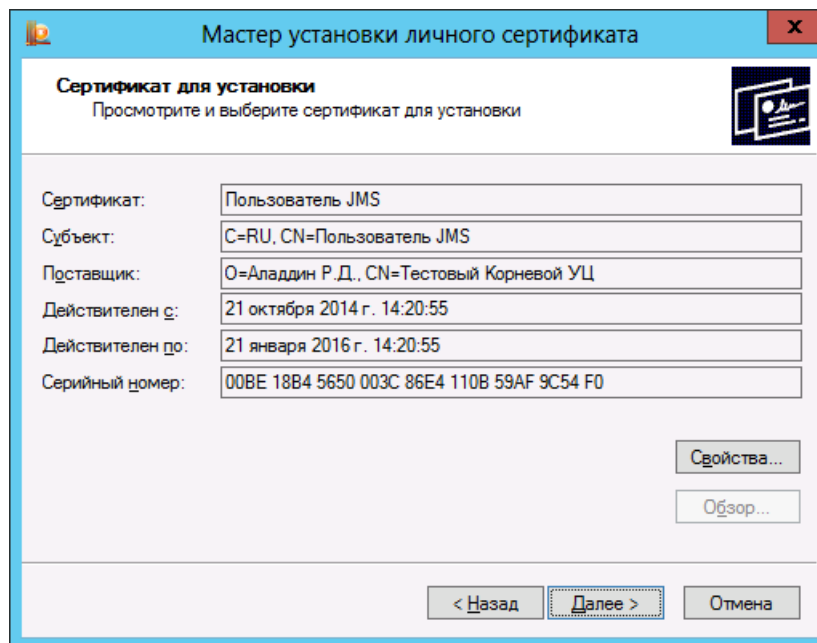 Мастер установки личного сертификата
x
Сертификат для установки
Просмотрите и выберите сертификат для установки
Сертификат: Пользователь JMS
Субъект: C=RU, CN=Пользователь JMS
Поставщик: O=Аладдин Р.Д., CN=Тестовый Корневой УЦ
Действителен с: 21 октября 2014 г. 14:20:55
Действителен по: 21 января 2016 г. 14:20:55
Серийный номер: 00BE 18B4 5650 003C 86E4 110B 59AF 9C54 F0
Свойства...
Обзор...
< Назад Далее > Отмена